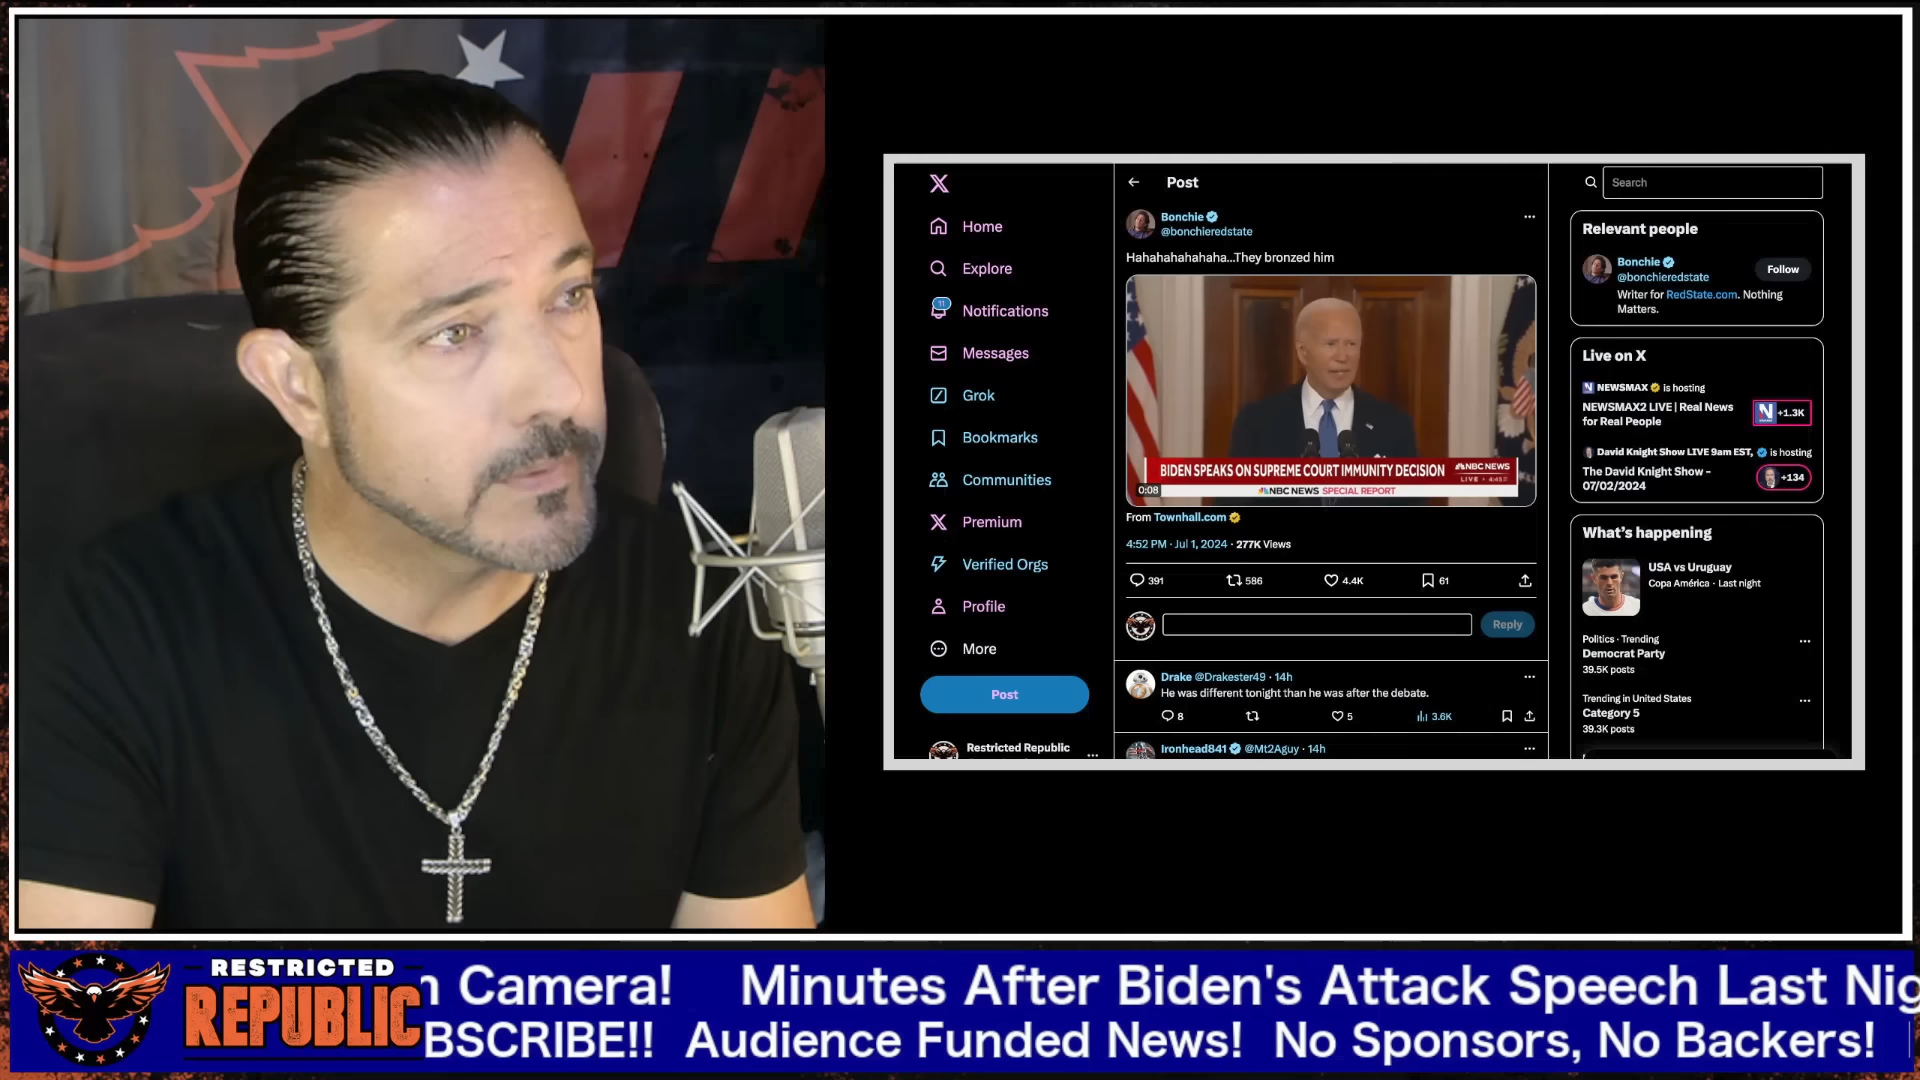 X
Home
Explore
11
Notifications
Messages
Grok
Bookmarks
Communities
Premium
Verified Orgs
Profile
More
Post
Restricted Republic
Post
Bonchie
@bonchieredstate
Hahahahahahaha...They bronzed him
BIDEN SPEAKS ON SUPREME COURT IMMUNITY DECISION
NBC NEWS
LIVE
0:08
NBC NEWS SPECIAL REPORT
From Townhall.com
4:52 PM · Jul 1, 2024 · 277K Views
391 586 4.4K 61
Reply
Drake @Drakester49 · 14h
He was different tonight than he was after the debate.
8 5 3.6K
Ironhead841 @Mt2Aguy · 14h
Search
Relevant people
Bonchie
@bonchieredstate
Follow
Writer for RedState.com. Nothing
Matters.
Live on X
N NEWSMAX is hosting
NEWSMAX2 LIVE | Real News
for Real People
N +1.3K
David Knight Show LIVE 9am EST, is hosting
The David Knight Show -
07/02/2024
+134
What's happening
USA vs Uruguay
Copa América · Last night
Politics · Trending
Democrat Party
39.5K posts
Trending in United States
Category 5
39.3K posts
RESTRICTED
REPUBLIC
n Camera! Minutes After Biden's Attack Speech Last Nig
BSCRIBE!! Audience Funded News! No Sponsors, No Backers!